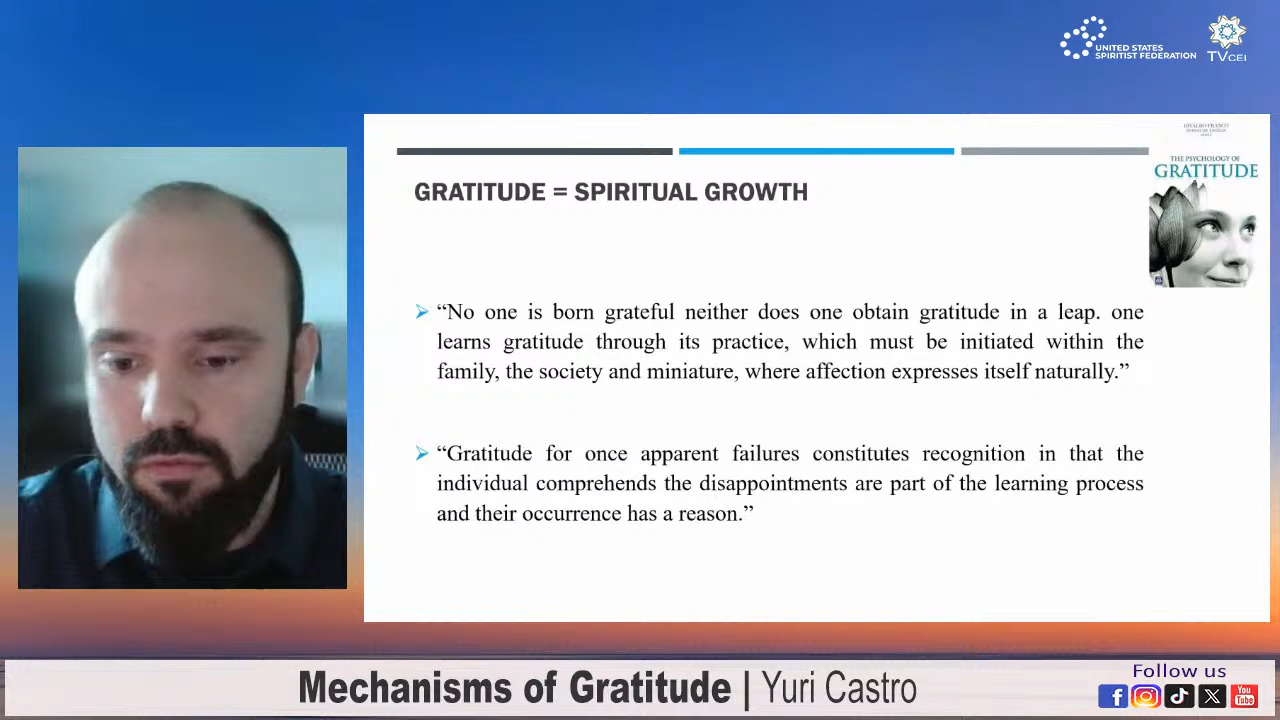 UNITED STATES
SPIRITIST FEDERATION
TVCEI
DIVALDO FRANCO
THE PSYCHOLOGY OF
GRATITUDE
GRATITUDE = SPIRITUAL GROWTH
“No one is born grateful neither does one obtain gratitude in a leap. one
learns gratitude through its practice, which must be initiated within the
family, the society and miniature, where affection expresses itself naturally.”
“Gratitude for once apparent failures constitutes recognition in that the
individual comprehends the disappointments are part of the learning process
and their occurrence has a reason.”
Mechanisms of Gratitude | Yuri Castro
Follow us
You
Tube